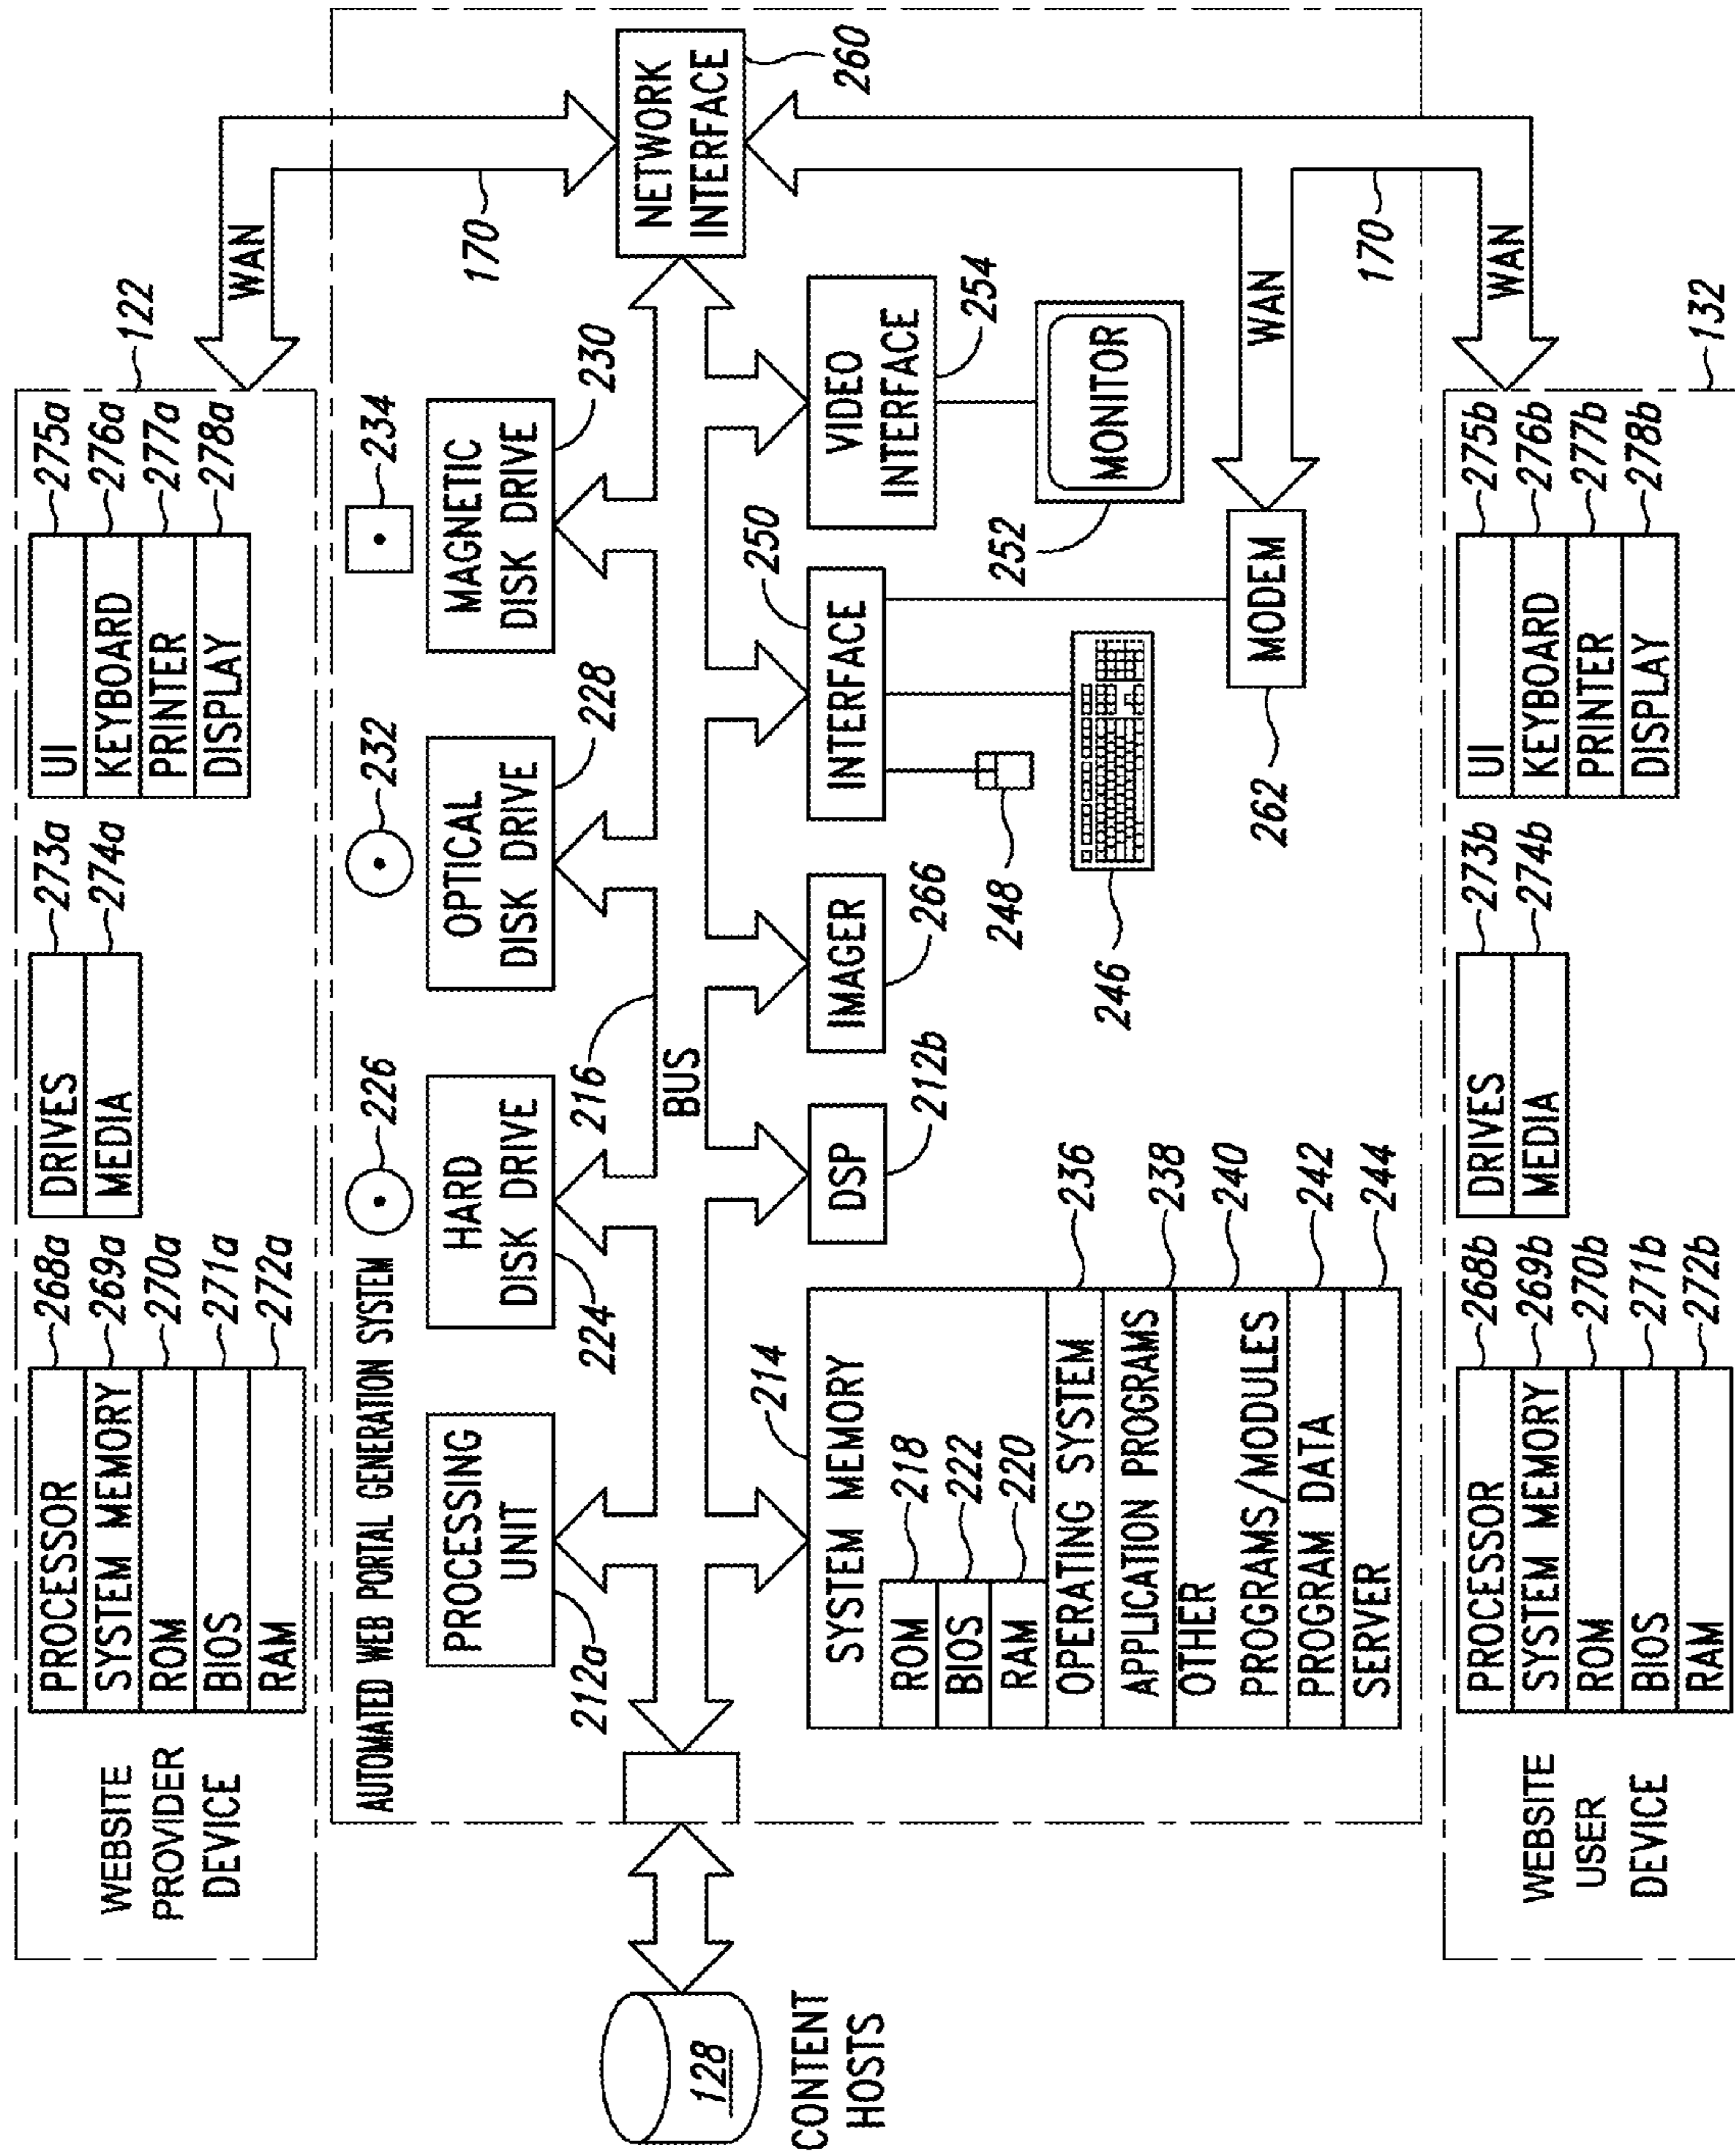 WEBSITE
PROVIDER
DEVICE
PROCESSOR
SYSTEM MEMORY
ROM
BIOS
RAM
268a
269a
270a
271a
272a
DRIVES
MEDIA
273a
274a
UI
KEYBOARD
PRINTER
DISPLAY
275a
276a
277a
278a
122
WAN
AUTOMATED WEB PORTAL GENERATION SYSTEM
226
232
234
PROCESSING
UNIT
212a
HARD
DISK DRIVE
224
OPTICAL
DISK DRIVE
228
MAGNETIC
DISK DRIVE
230
170
216
BUS
NETWORK
INTERFACE
260
128
CONTENT
HOSTS
214
SYSTEM MEMORY
ROM
218
BIOS
222
RAM
220
OPERATING SYSTEM
236
APPLICATION PROGRAMS
238
OTHER
PROGRAMS/MODULES
240
PROGRAM DATA
242
SERVER
244
DSP
212b
IMAGER
266
INTERFACE
250
248
246
VIDEO
INTERFACE
254
MONITOR
252
MODEM
262
WAN
170
WAN
WEBSITE
USER
DEVICE
PROCESSOR
SYSTEM MEMORY
ROM
BIOS
RAM
268b
269b
270b
271b
272b
DRIVES
MEDIA
273b
274b
UI
KEYBOARD
PRINTER
DISPLAY
275b
276b
277b
278b
132